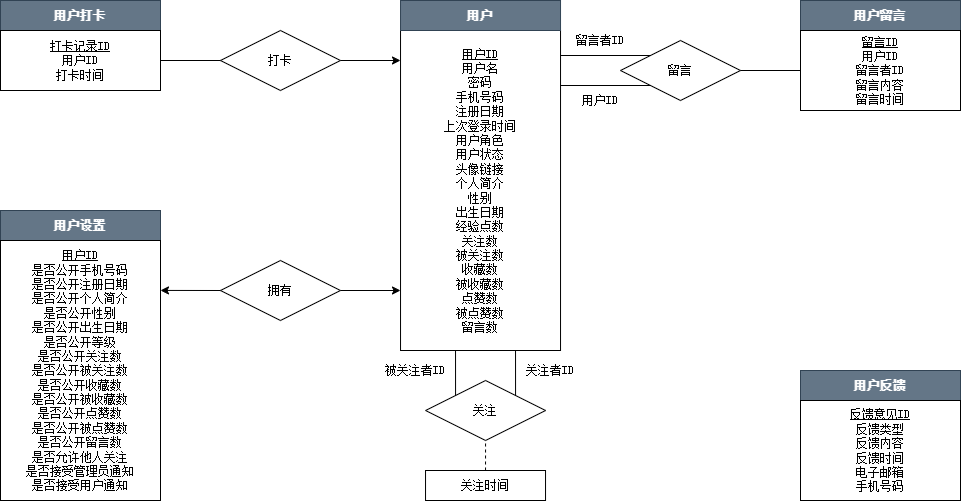 用户打卡
打卡记录ID
用户ID
打卡时间
打卡
用户
用户ID
用户名
密码
手机号码
注册日期
上次登录时间
用户角色
用户状态
头像链接
个人简介
性别
出生日期
经验点数
关注数
被关注数
收藏数
被收藏数
点赞数
被点赞数
留言数
留言者ID
用户ID
留言
用户留言
留言ID
用户ID
留言者ID
留言内容
留言时间
用户设置
用户ID
是否公开手机号码
是否公开注册日期
是否公开个人简介
是否公开性别
是否公开出生日期
是否公开等级
是否公开关注数
是否公开被关注数
是否公开收藏数
是否公开被收藏数
是否公开点赞数
是否公开被点赞数
是否公开留言数
是否允许他人关注
是否接受管理员通知
是否接受用户通知
拥有
被关注者ID
关注者ID
关注
关注时间
用户反馈
反馈意见ID
反馈类型
反馈内容
反馈时间
电子邮箱
手机号码